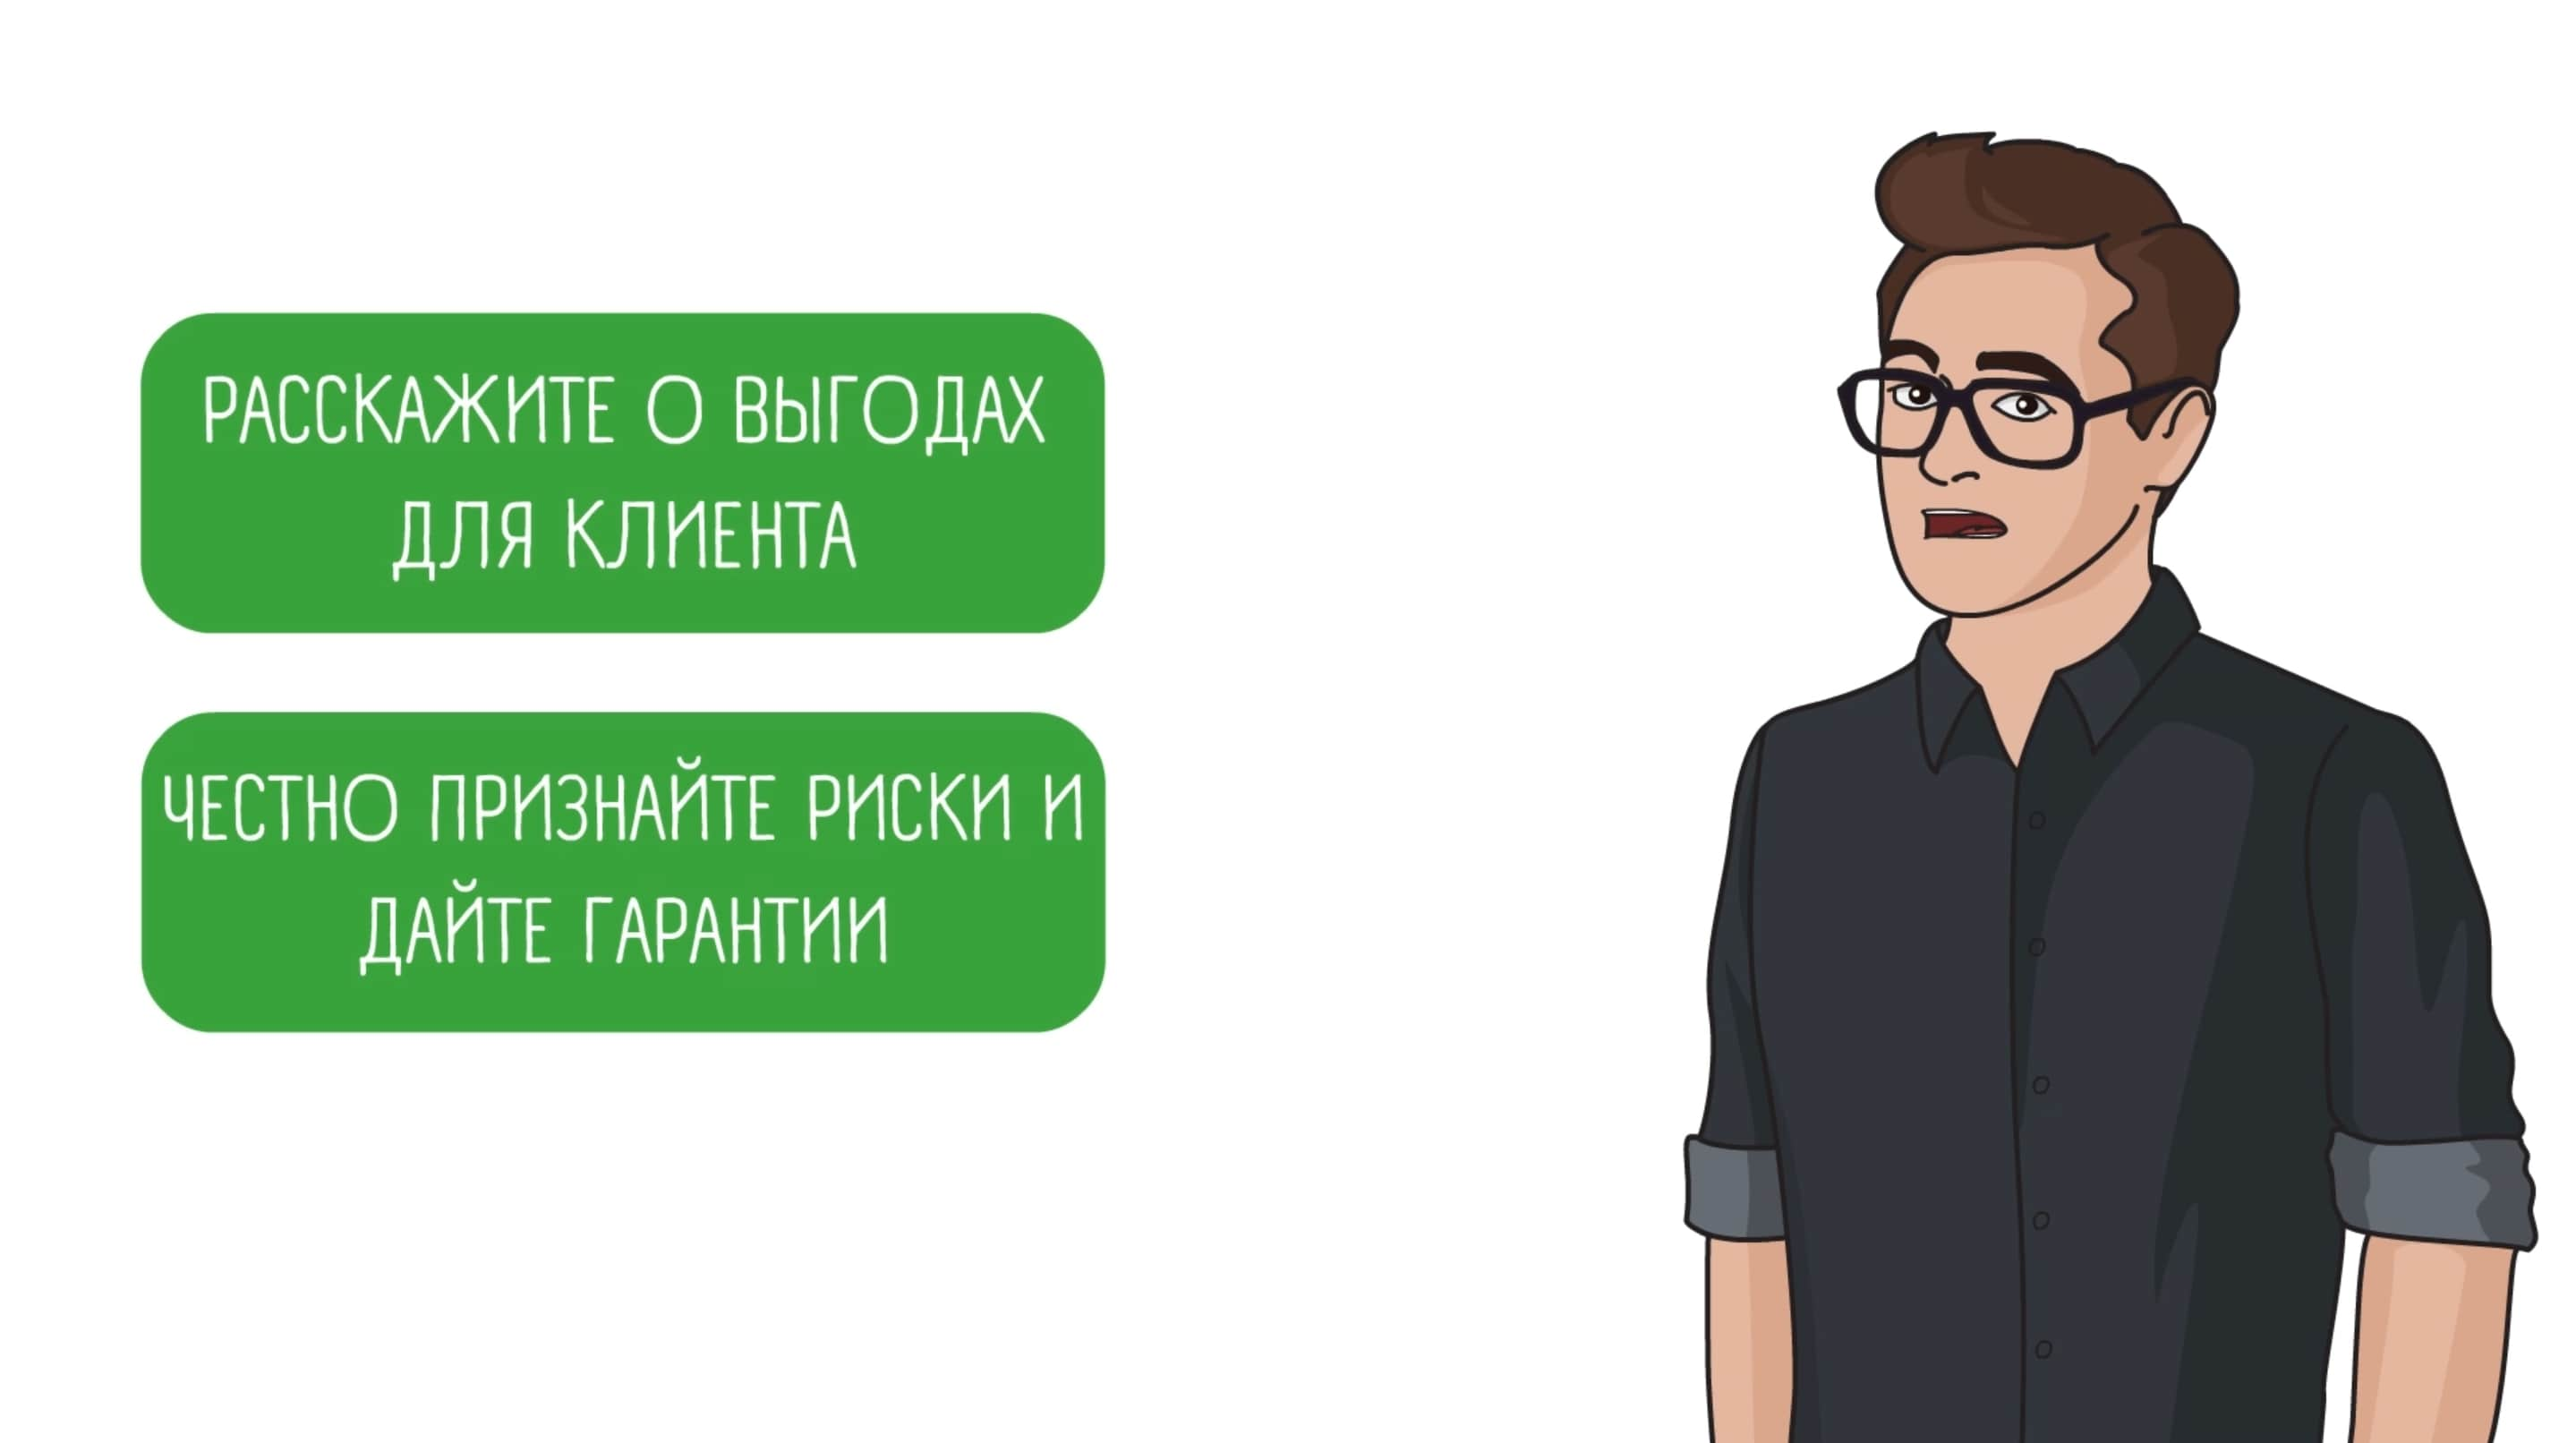 РАССКАЖИТЕ О ВЫГОДАХ
ДЛЯ КЛИЕНТА
ЧЕСТНО ПРИЗНАЙТЕ РИСКИ И
ДАЙТЕ ГАРАНТИИ